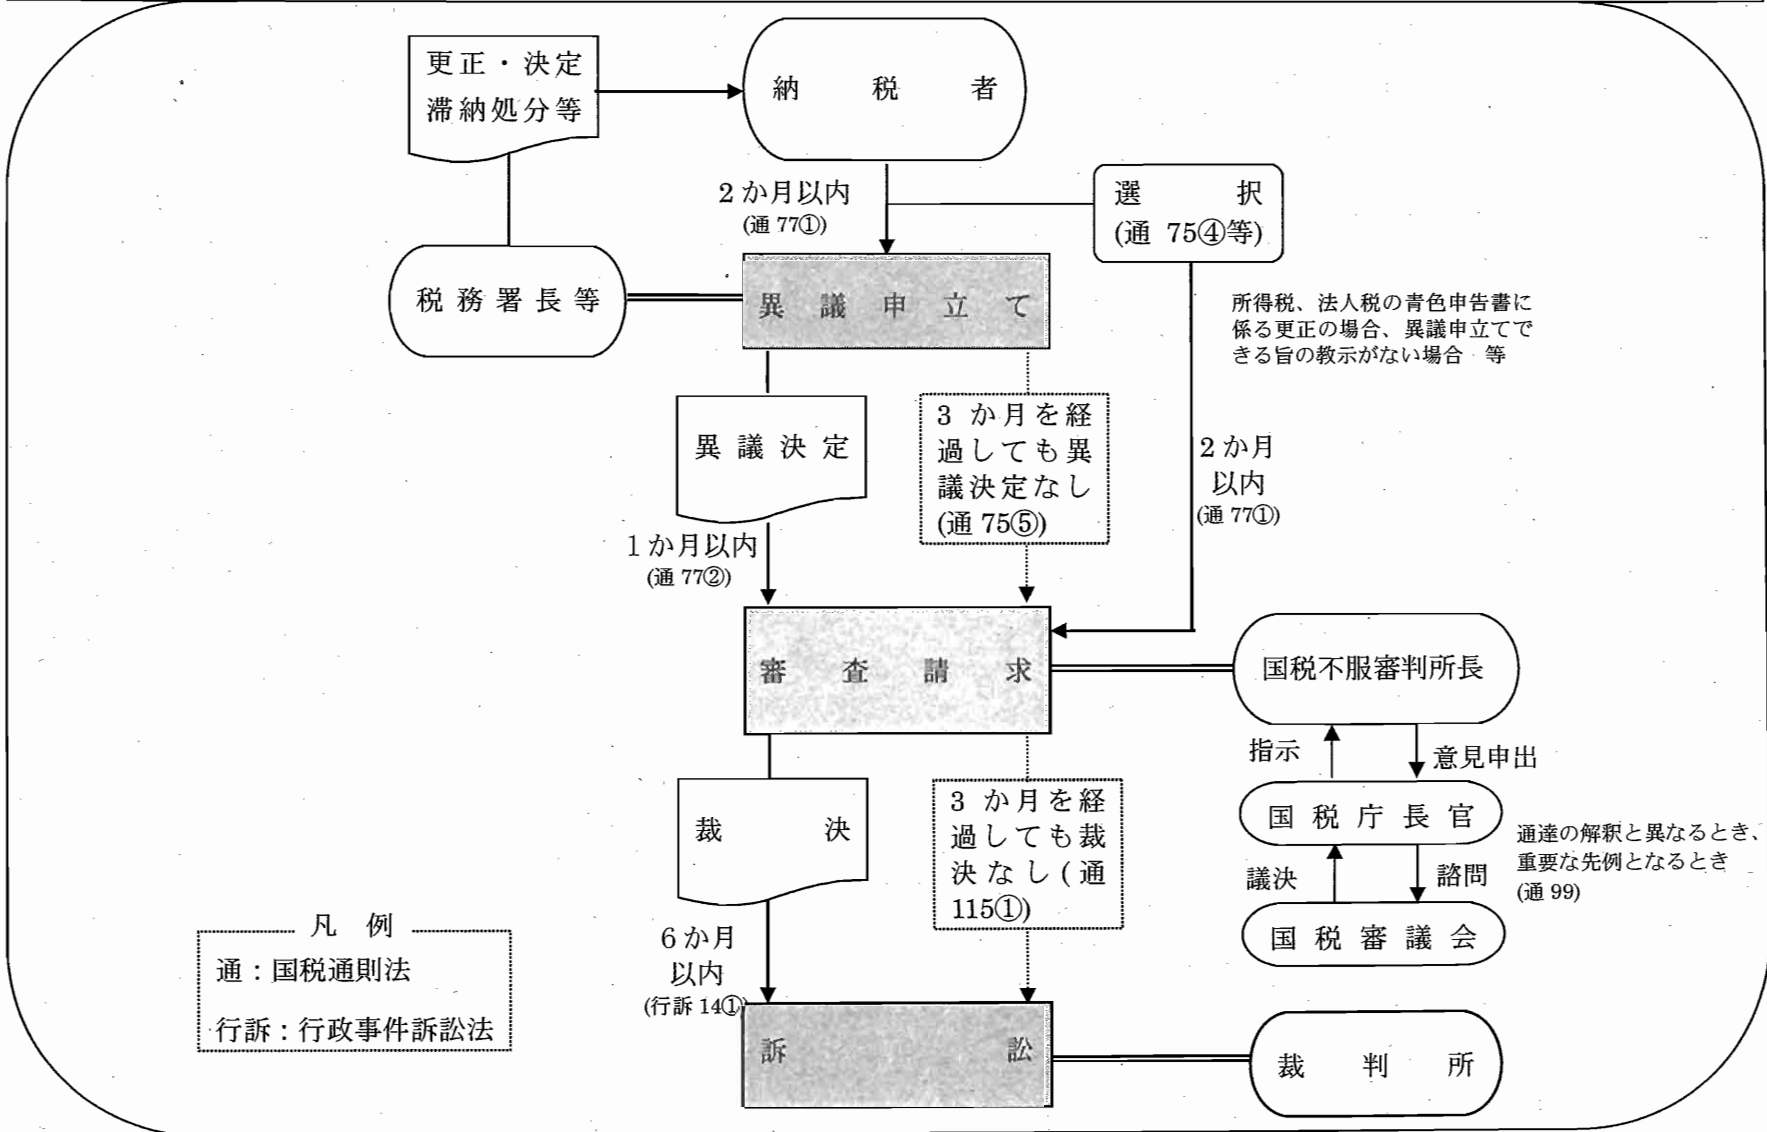 更正・決定
滞納処分等
納税者
2か月以内
(通 77①)
選択
(通 75④等)
税務署長等
異議申立て
所得税、法人税の青色申告書に
係る更正の場合、異議申立てで
きる旨の教示がない場合 等
異議決定
3 か月を経
過しても異
議決定なし
(通 75⑤)
2か月
以内
(通 77①)
1か月以内
(通 77②)
審査請求
国税不服審判所長
指示
意見申出
国税庁長官
通達の解釈と異なるとき、
重要な先例となるとき
(通 99)
議決
諮問
国税審議会
裁決
3 か月を経
過しても裁
決なし(通
115①)
6か月
以内
(行訴 14①)
凡例
通:国税通則法
行訴:行政事件訴訟法
訴訟
裁判所